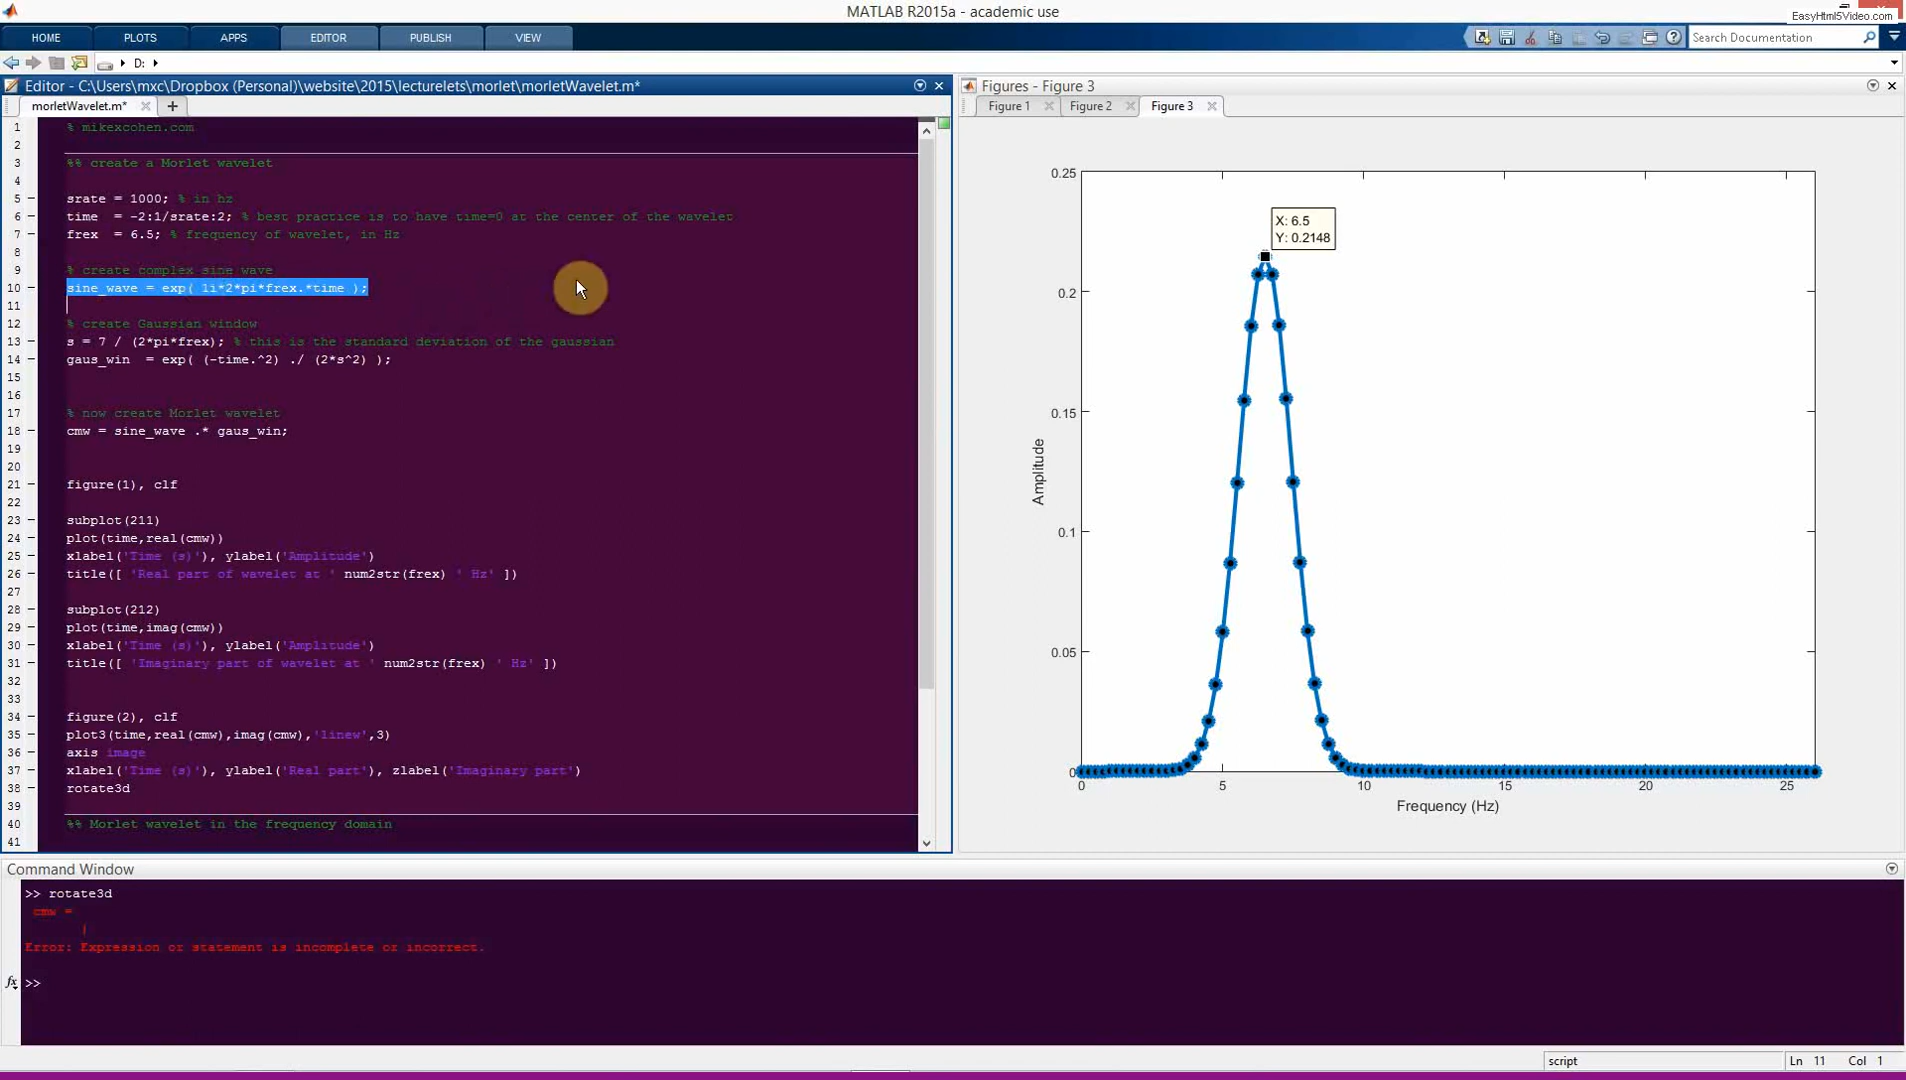 MATLAB R2015a - academic use
EasyHtml5Video.com
HOME PLOTS APPS EDITOR PUBLISH VIEW
Search Documentation
D:
Editor - C:\Users\mxc\Dropbox (Personal)\website\2015\lecturelets\morlet\morletWavelet.m*
morletWavelet.m*
1 % mikexcohen.com
2
3 %% create a Morlet wavelet
4
5 srate = 1000; % in hz
6 time = -2:1/srate:2; % best practice is to have time=0 at the center of the wavelet
7 frex = 6.5; % frequency of wavelet, in Hz
8
9 % create complex sine wave
10 sine_wave = exp( 1i*2*pi*frex.*time );
11
12 % create Gaussian window
13 s = 7 / (2*pi*frex); % this is the standard deviation of the gaussian
14 gaus_win = exp( (-time.^2) ./ (2*s^2) );
15
16
17 % now create Morlet wavelet
18 cmw = sine_wave .* gaus_win;
19
20
21 figure(1), clf
22
23 subplot(211)
24 plot(time,real(cmw))
25 xlabel('Time (s)'), ylabel('Amplitude')
26 title([ 'Real part of wavelet at ' num2str(frex) ' Hz' ])
27
28 subplot(212)
29 plot(time,imag(cmw))
30 xlabel('Time (s)'), ylabel('Amplitude')
31 title([ 'Imaginary part of wavelet at ' num2str(frex) ' Hz' ])
32
33
34 figure(2), clf
35 plot3(time,real(cmw),imag(cmw),'linew',3)
36 axis image
37 xlabel('Time (s)'), ylabel('Real part'), zlabel('Imaginary part')
38 rotate3d
39
40 %% Morlet wavelet in the frequency domain
41
Figures - Figure 3
Figure 1 Figure 2 Figure 3
X: 6.5
Y: 0.2148
0.25
0.2
0.15
0.1
0.05
0
Amplitude
0 5 10 15 20 25
Frequency (Hz)
Command Window
>> rotate3d
cmw =
|
Error: Expression or statement is incomplete or incorrect.
fx >>
script
Ln 11 Col 1